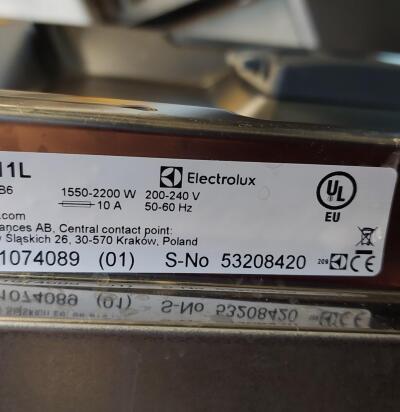 11L
Electrolux
UL
EU
B6
1550-2200 W 200-240 V
10 A 50-60 Hz
.com
ances AB, Central contact point:
Śląskich 26, 30-570 Kraków, Poland
1074089 (01) S-No 53208420 209 CE